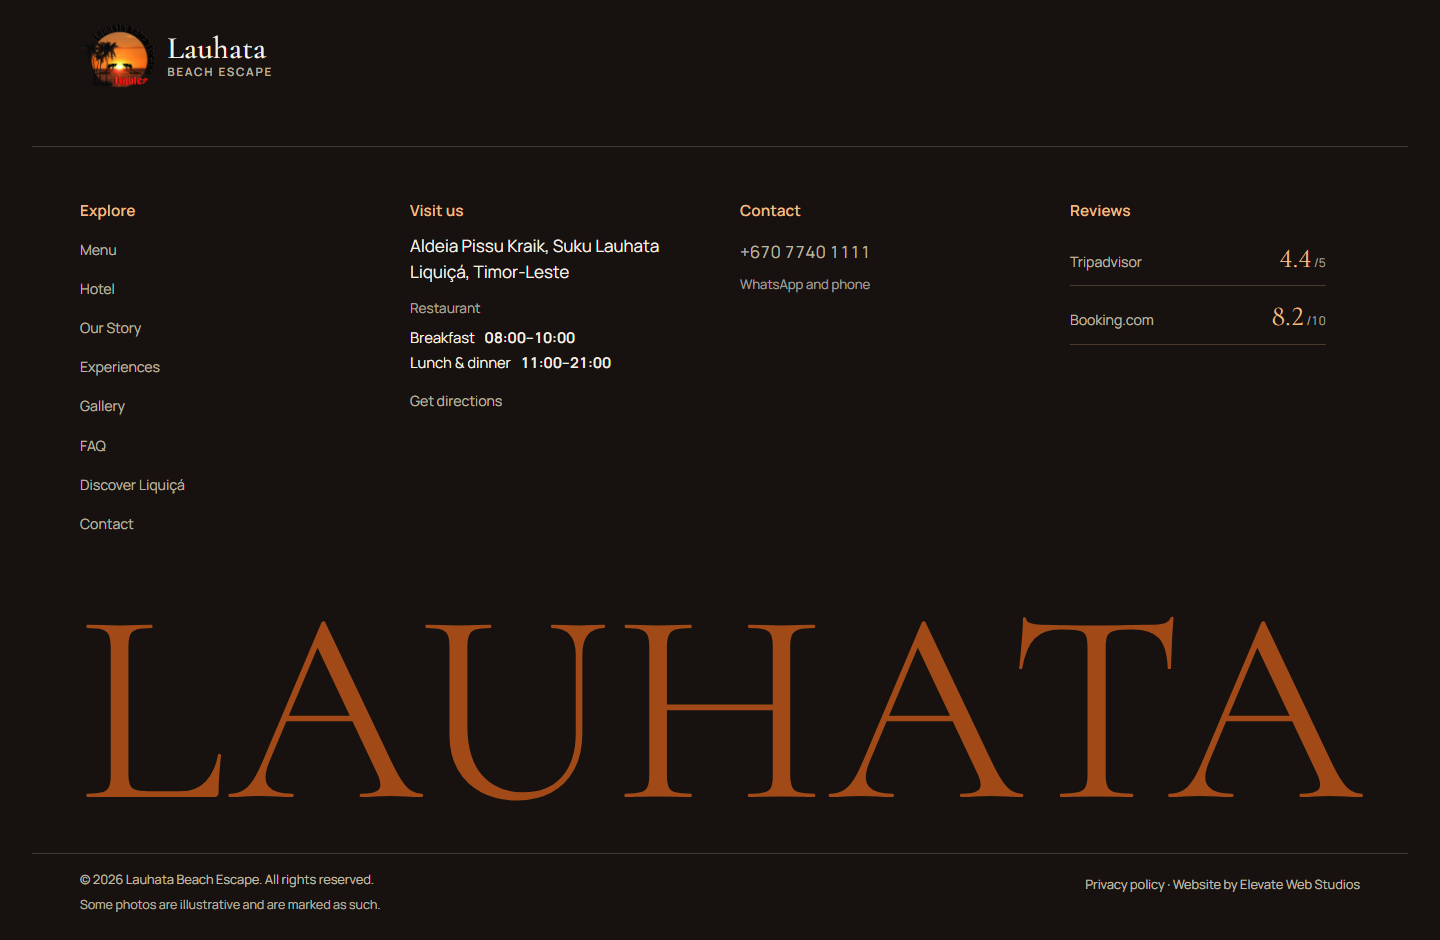 Lauhata
BEACH ESCAPE
Explore
Menu
Hotel
Our Story
Experiences
Gallery
FAQ
Discover Liquiçá
Contact
Visit us
Aldeia Pissu Kraik, Suku Lauhata
Liquiçá, Timor-Leste
Restaurant
Breakfast 08:00–10:00
Lunch & dinner 11:00–21:00
Get directions
Contact
+670 7740 1111
WhatsApp and phone
Reviews
Tripadvisor 4.4 /5
Booking.com 8.2 /10
LAUHATA
© 2026 Lauhata Beach Escape. All rights reserved.
Some photos are illustrative and are marked as such.
Privacy policy · Website by Elevate Web Studios